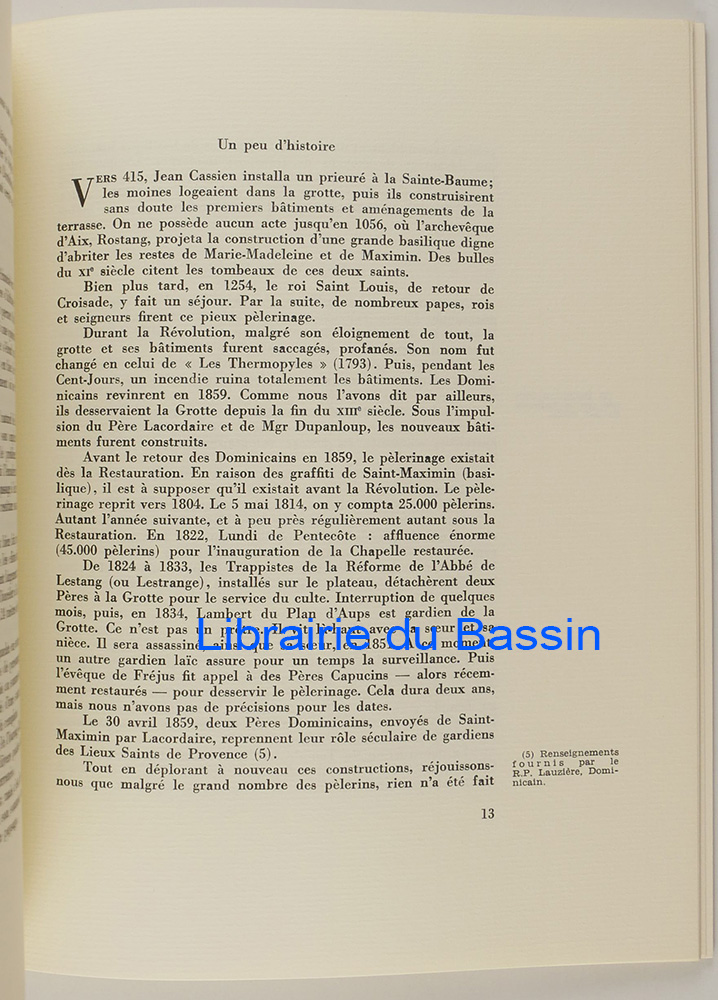 Un peu d'histoire
VERS 415, Jean Cassien installa un prieuré à la Sainte-Baume;
les moines logeaient dans la grotte, puis ils construisirent
sans doute les premiers bâtiments et aménagements de la
terrasse. On ne possède aucun acte jusqu'en 1056, où l'archevêque
d'Aix, Rostang, projeta la construction d'une grande basilique digne
d'abriter les restes de Marie-Madeleine et de Maximin. Des bulles
du XIe siècle citent les tombeaux de ces deux saints.
Bien plus tard, en 1254, le roi Saint Louis, de retour de
Croisade, y fait un séjour. Par la suite, de nombreux papes, rois
et seigneurs firent ce pieux pèlerinage.
Durant la Révolution, malgré son éloignement de tout, la
grotte et ses bâtiments furent saccagés, profanés. Son nom fut
changé en celui de « Les Thermopyles » (1793). Puis, pendant les
Cent-Jours, un incendie ruina totalement les bâtiments. Les Domi-
nicains revinrent en 1859. Comme nous l'avons dit par ailleurs,
ils desservaient la Grotte depuis la fin du XIIIe siècle. Sous l'impul-
sion du Père Lacordaire et de Mgr Dupanloup, les nouveaux bâti-
ments furent construits.
Avant le retour des Dominicains en 1859, le pèlerinage existait
dès la Restauration. En raison des graffiti de Saint-Maximin (basi-
lique), il est à supposer qu'il existait avant la Révolution. Le pèle-
rinage reprit vers 1804. Le 5 mai 1814, on y compta 25.000 pèlerins.
Autant l'année suivante, et à peu près régulièrement autant sous la
Restauration. En 1822, Lundi de Pentecôte : affluence énorme
(45.000 pèlerins) pour l'inauguration de la Chapelle restaurée.
De 1824 à 1833, les Trappistes de la Réforme de l'Abbé de
Lestang (ou Lestrange), installés sur le plateau, détachèrent deux
Pères à la Grotte pour le service du culte. Interruption de quelques
mois, puis, en 1834, Lambert du Plan d'Aups est gardien de la
Grotte. Ce n'est pas un prêtre. Il vit là-haut avec sa sœur et sa
nièce. Il sera assassiné ainsi que sa sœur, en moment
Librairie du Bassin
un autre gardien laïc assure pour un temps la surveillance. Puis
l'évêque de Fréjus fit appel à des Pères Capucins — alors récem-
ment restaurés — pour desservir le pèlerinage. Cela dura deux ans,
mais nous n'avons pas de précisions pour les dates.
Le 30 avril 1859, deux Pères Dominicains, envoyés de Saint-
Maximin par Lacordaire, reprennent leur rôle séculaire de gardiens
des Lieux Saints de Provence (5).
Tout en déplorant à nouveau ces constructions, réjouissons-
nous que malgré le grand nombre des pèlerins, rien n'a été fait
(5) Renseignements
fournis par le
R.P. Lauzière, Domi-
nicain.
13